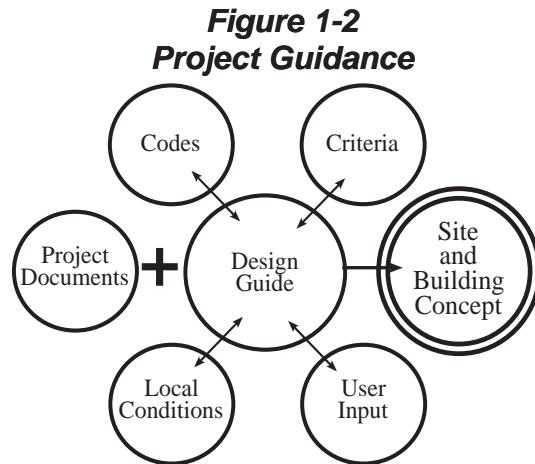 Figure 1-2
Project Guidance
Codes
Criteria
Project
Documents
+
Design
Guide
Site
and
Building
Concept
Local
Conditions
User
Input